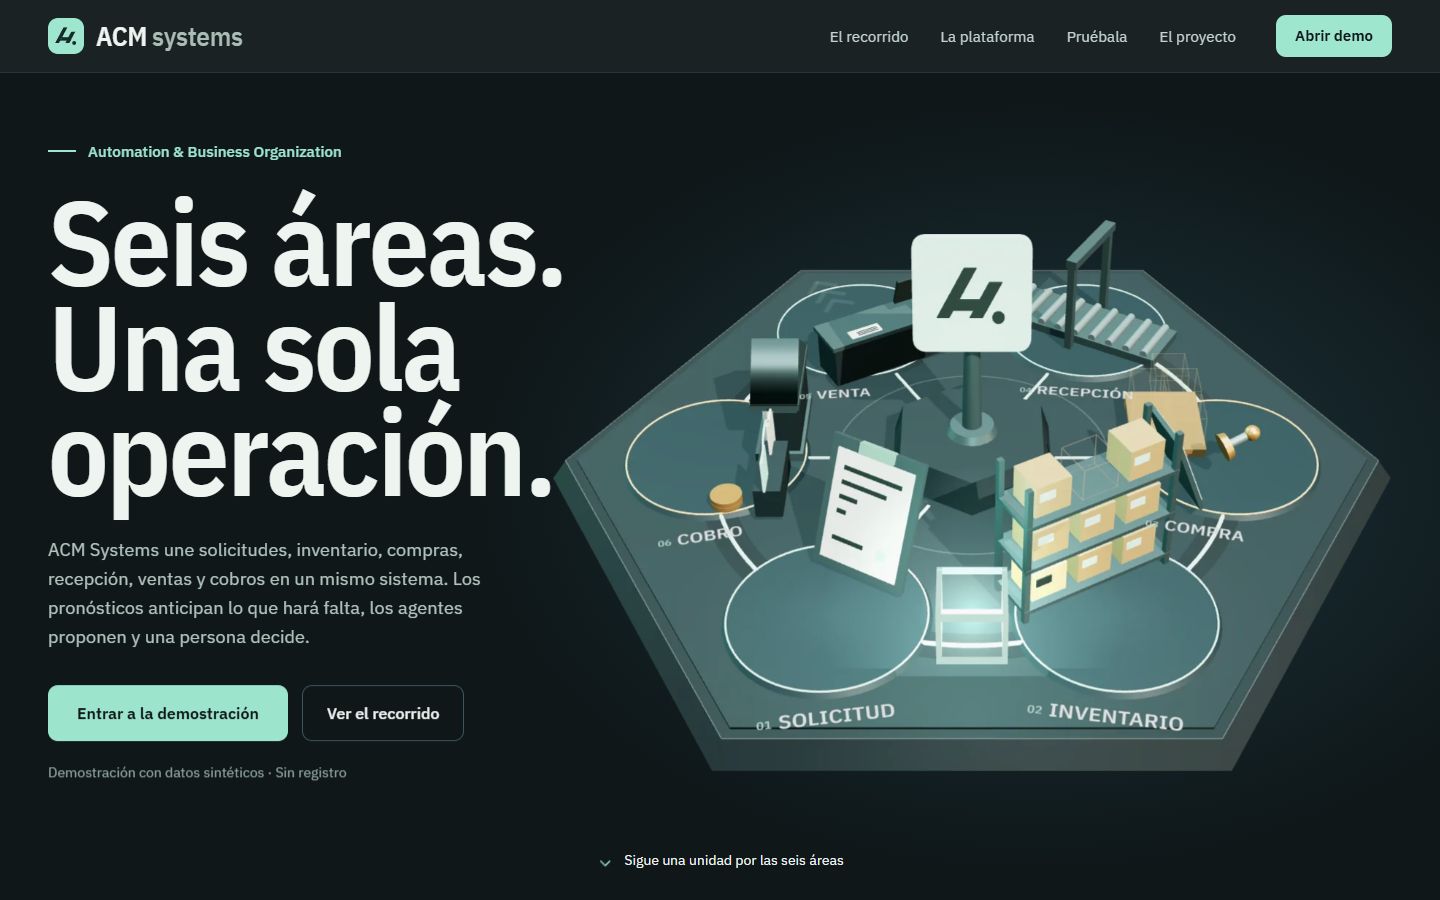 ACM systems
El recorrido
La plataforma
Pruébala
El proyecto
Abrir demo
Automation & Business Organization
Seis áreas.
Una sola
operación.
ACM Systems une solicitudes, inventario, compras,
recepción, ventas y cobros en un mismo sistema. Los
pronósticos anticipan lo que hará falta, los agentes
proponen y una persona decide.
Entrar a la demostración
Ver el recorrido
Demostración con datos sintéticos · Sin registro
05 VENTA
04 RECEPCIÓN
06 COBRO
03 COMPRA
01 SOLICITUD
02 INVENTARIO
Sigue una unidad por las seis áreas